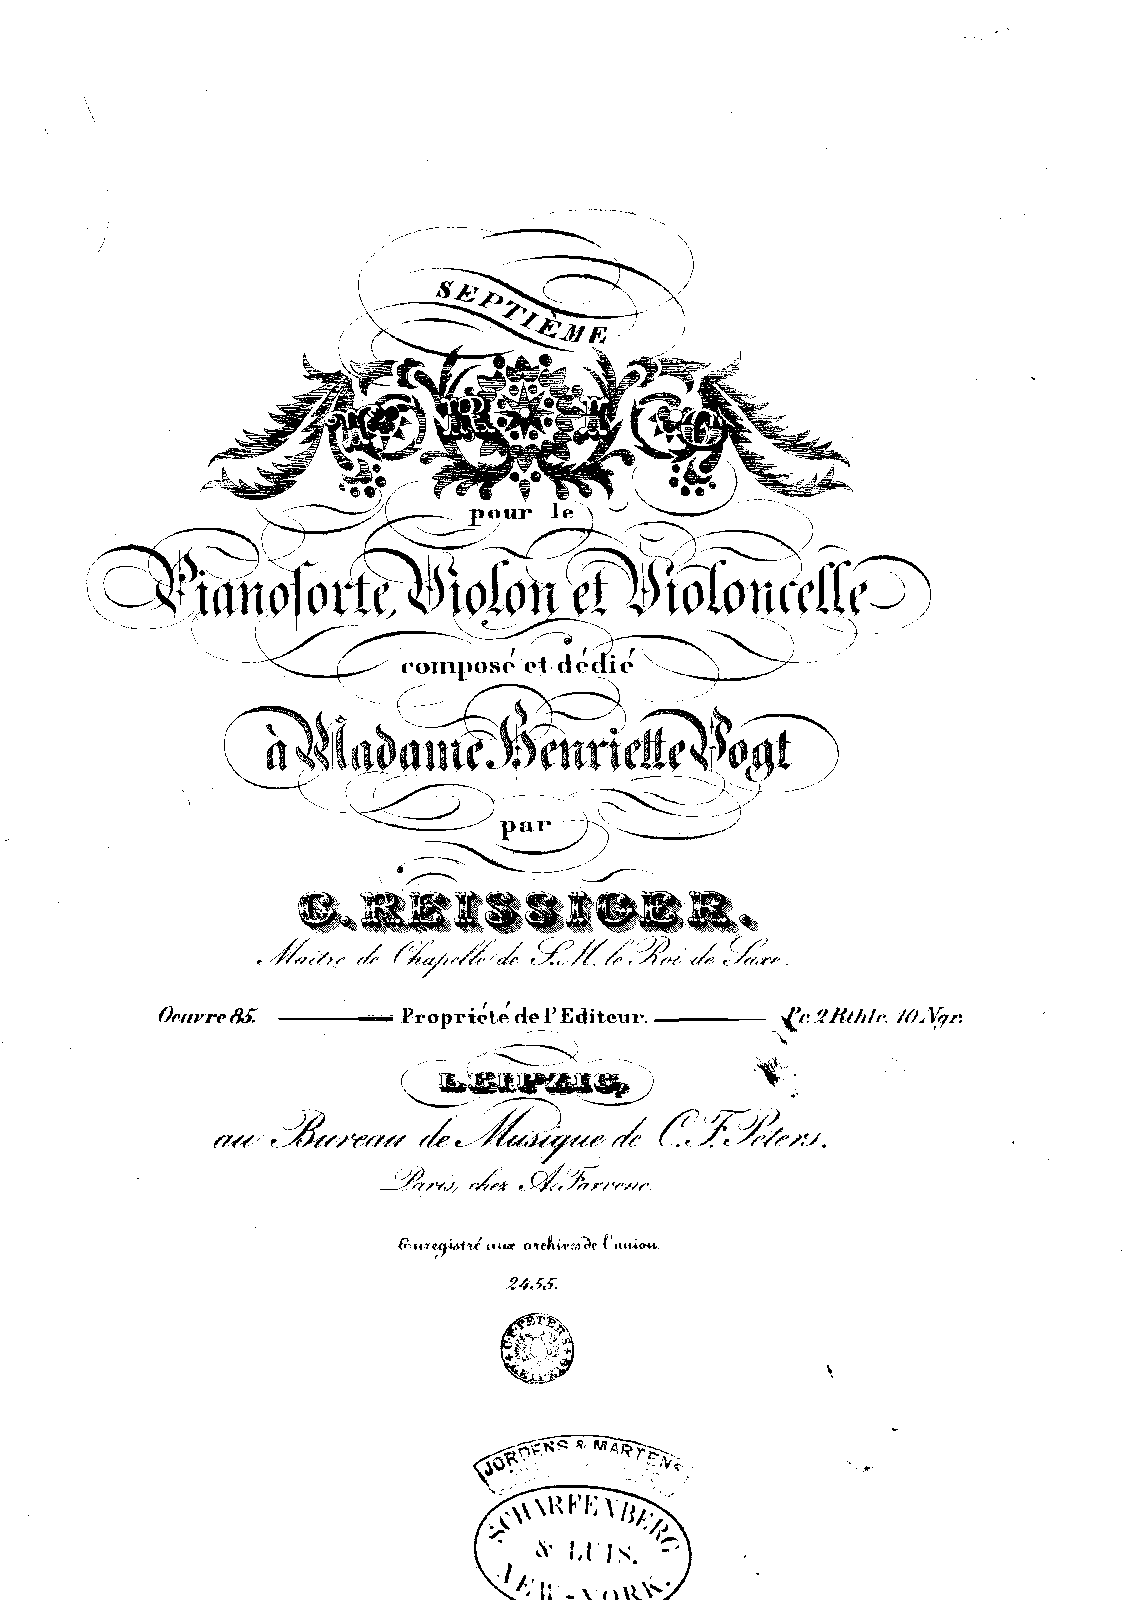 SEPTIÈME
TRIO
pour le
Pianoforte, Violon et Violoncelle
composé et dédié
à Madame Henriette Vogt
par
C. REISSIGER.
Maître de Chapelle de S. M. le Roi de Saxe.
Oeuvre 85. Propriété de l'Editeur. Pr. 2 Rthlr. 10 Ngr.
LEIPZIG,
au Bureau de Musique de C. F. Peters.
Paris, chez A. Farrenc.
Enregistré aux archives de l'union.
2455.
C. F. PETERS
JORDENS & MARTENS
SCHARFENBERG
& LUIS.
NEW-YORK.